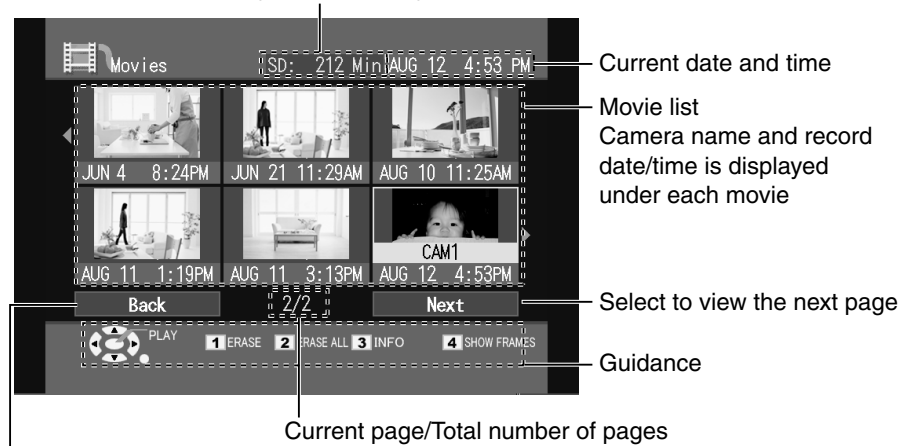 Movies
SD: 212 Min
AUG 12 4:53 PM
Current date and time
Movie list
Camera name and record
date/time is displayed
under each movie
JUN 4 8:24PM
JUN 21 11:29AM
AUG 10 11:25AM
CAM1
AUG 11 1:19PM
AUG 11 3:13PM
AUG 12 4:53PM
Back
2/2
Next
Select to view the next page
PLAY
1 ERASE
2 ERASE ALL
3 INFO
4 SHOW FRAMES
Guidance
Current page/Total number of pages